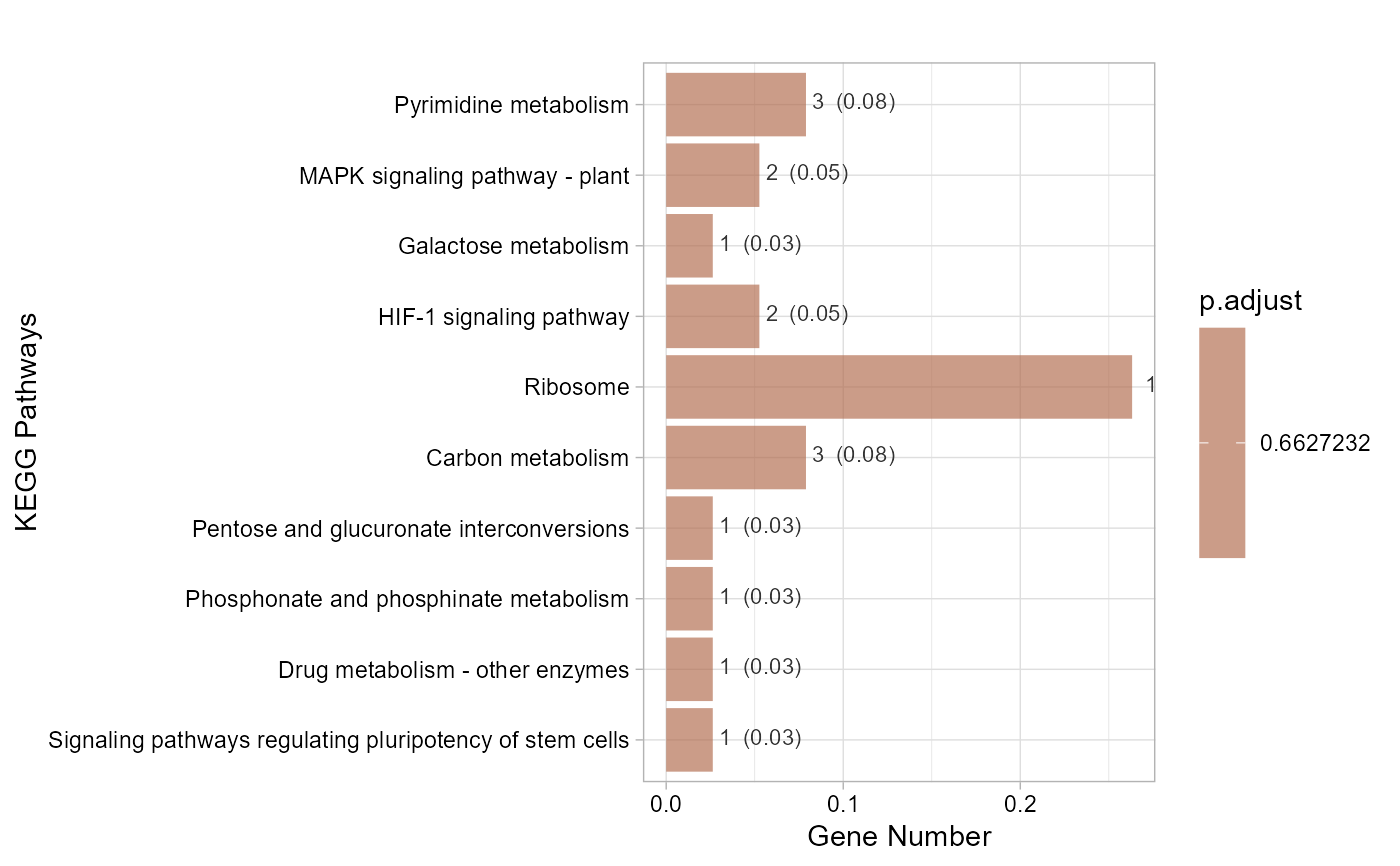 Pyrimidine metabolism 3 (0.08)
MAPK signaling pathway - plant 2 (0.05)
Galactose metabolism 1 (0.03)
HIF-1 signaling pathway 2 (0.05)
Ribosome 1
Carbon metabolism 3 (0.08)
Pentose and glucuronate interconversions 1 (0.03)
Phosphonate and phosphinate metabolism 1 (0.03)
Drug metabolism - other enzymes 1 (0.03)
Signaling pathways regulating pluripotency of stem cells 1 (0.03)
KEGG Pathways
0.0 0.1 0.2
Gene Number
p.adjust
0.6627232